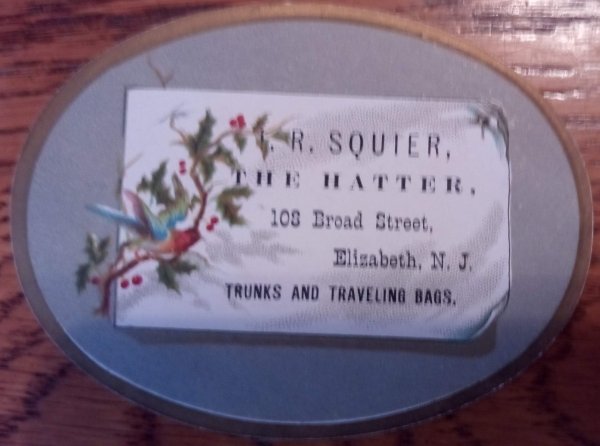 R. SQUIER,
THE HATTER,
108 Broad Street,
Elizabeth, N. J.
TRUNKS AND TRAVELING BAGS.